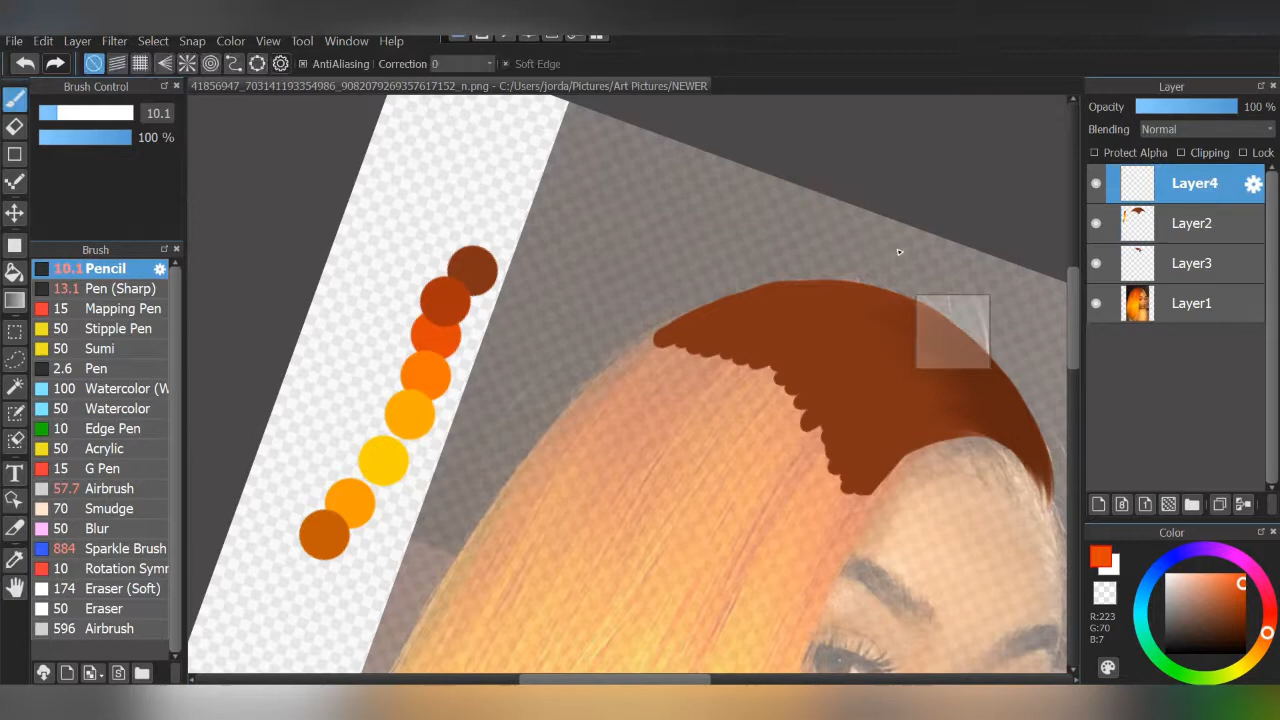 File Edit Layer Filter Select Snap Color View Tool Window Help
AntiAliasing Correction 0 Soft Edge
Brush Control
41856947_703141193354986_9082079269357617152_n.png - C:/Users/jorda/Pictures/Art Pictures/NEWER
Layer
10.1
100 %
Opacity 100 %
Blending Normal
Protect Alpha Clipping Lock
Layer4
Layer2
Layer3
Layer1
Brush
10.1 Pencil
13.1 Pen (Sharp)
15 Mapping Pen
50 Stipple Pen
50 Sumi
2.6 Pen
100 Watercolor (W
50 Watercolor
10 Edge Pen
50 Acrylic
15 G Pen
57.7 Airbrush
70 Smudge
50 Blur
884 Sparkle Brush
10 Rotation Symm
174 Eraser (Soft)
50 Eraser
596 Airbrush
8
1
T
S
Color
R:223
G:70
B:7